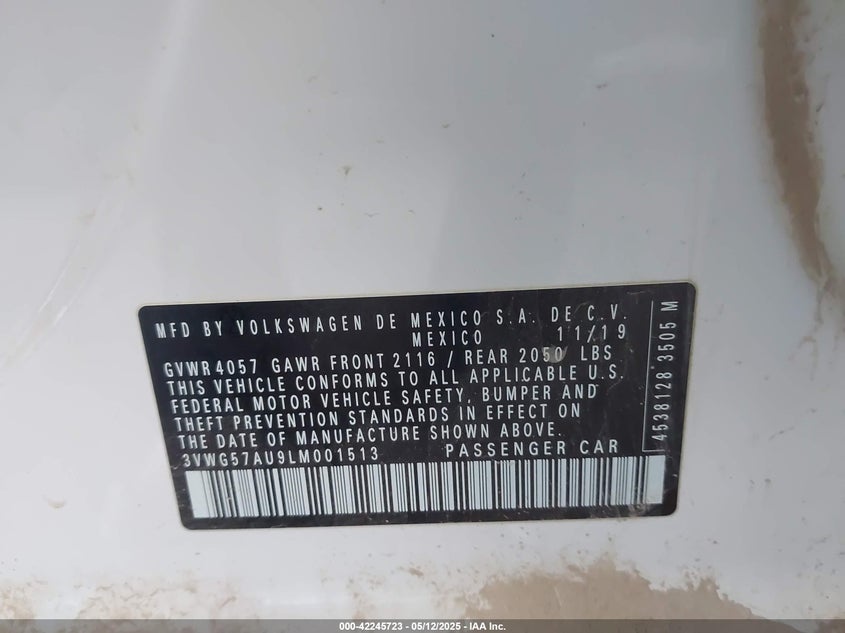 MFD BY VOLKSWAGEN DE MEXICO S.A. DE C.V.
MEXICO 11/19
GVWR 4057 GAWR FRONT 2116 / REAR 2050 LBS
THIS VEHICLE CONFORMS TO ALL APPLICABLE U.S.
FEDERAL MOTOR VEHICLE SAFETY, BUMPER AND
THEFT PREVENTION STANDARDS IN EFFECT ON
THE DATE OF MANUFACTURE SHOWN ABOVE.
3VWG57AU9LM001513 PASSENGER CAR
4538128 3505 M
000-42245723 - 05/12/2025 - IAA Inc.